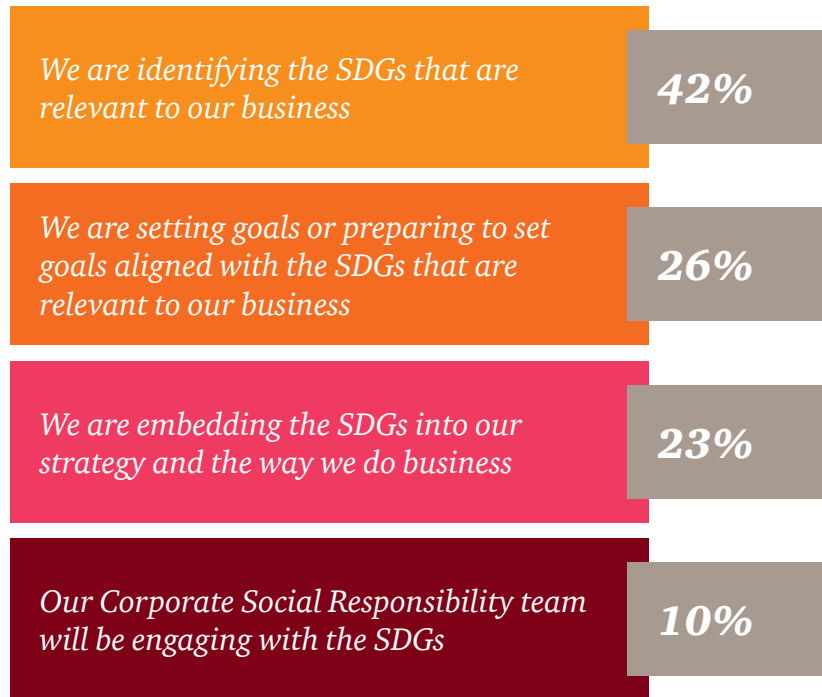 We are identifying the SDGs that are
relevant to our business
42%
We are setting goals or preparing to set
goals aligned with the SDGs that are
relevant to our business
26%
We are embedding the SDGs into our
strategy and the way we do business
23%
Our Corporate Social Responsibility team
will be engaging with the SDGs
10%